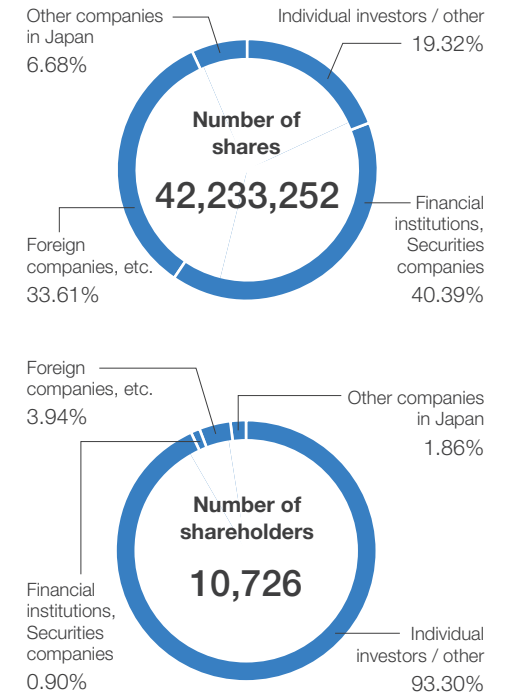 Other companies
in Japan
6.68%
Individual investors / other
19.32%
Number of
shares
42,233,252
Foreign
companies, etc.
33.61%
Financial
institutions,
Securities
companies
40.39%
Foreign
companies, etc.
3.94%
Other companies
in Japan
1.86%
Number of
shareholders
10,726
Financial
institutions,
Securities
companies
0.90%
Individual
investors / other
93.30%